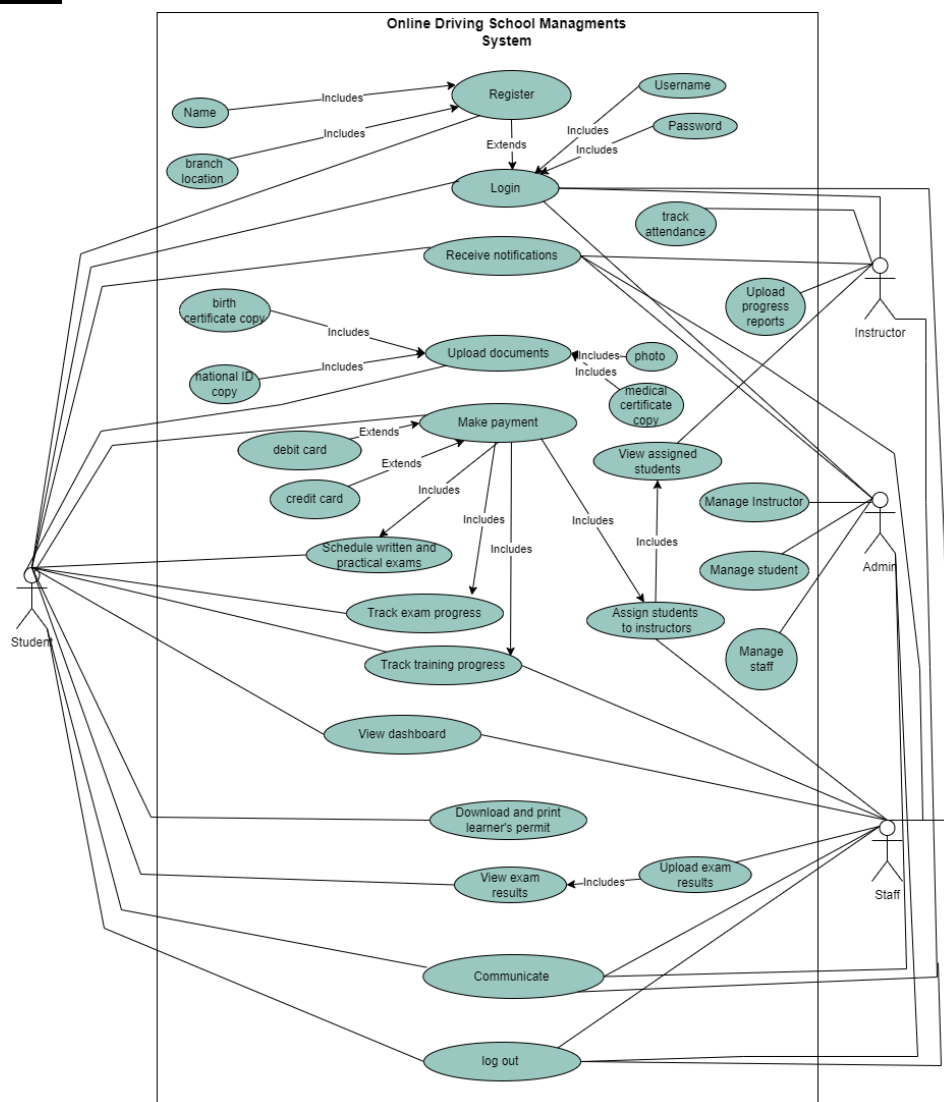 Online Driving School Managments
System
Register
Username
Includes
Name
Includes
Password
Includes
Includes
Extends
branch
location
Login
track
attendance
Receive notifications
Upload
progress
reports
Instructor
birth
certificate copy
Includes
Upload documents
Includes
photo
Includes
national ID
copy
Includes
medical
certificate
copy
Make payment
Extends
debit card
Extends
View assigned
students
credit card
Includes
Manage Instructor
Includes
Includes
Includes
Includes
Schedule written and
practical exams
Manage student
Admin
Track exam progress
Assign students
to instructors
Student
Manage
staff
Track training progress
View dashboard
Download and print
learner's permit
View exam
results
Includes
Upload exam
results
Staff
Communicate
log out